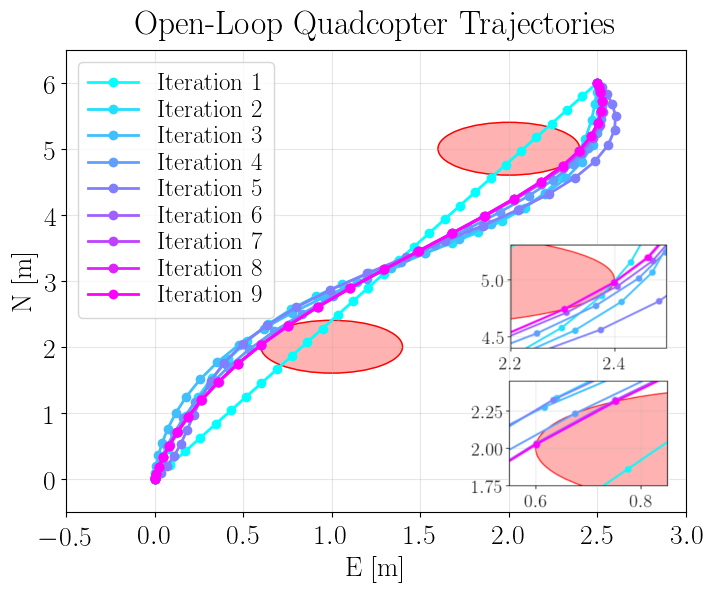 Open-Loop Quadcopter Trajectories
N [m]
6
5
4
3
2
1
0
Iteration 1
Iteration 2
Iteration 3
Iteration 4
Iteration 5
Iteration 6
Iteration 7
Iteration 8
Iteration 9
5.0
4.5
2.2 2.4
2.25
2.00
1.75
0.6 0.8
−0.5 0.0 0.5 1.0 1.5 2.0 2.5 3.0
E [m]